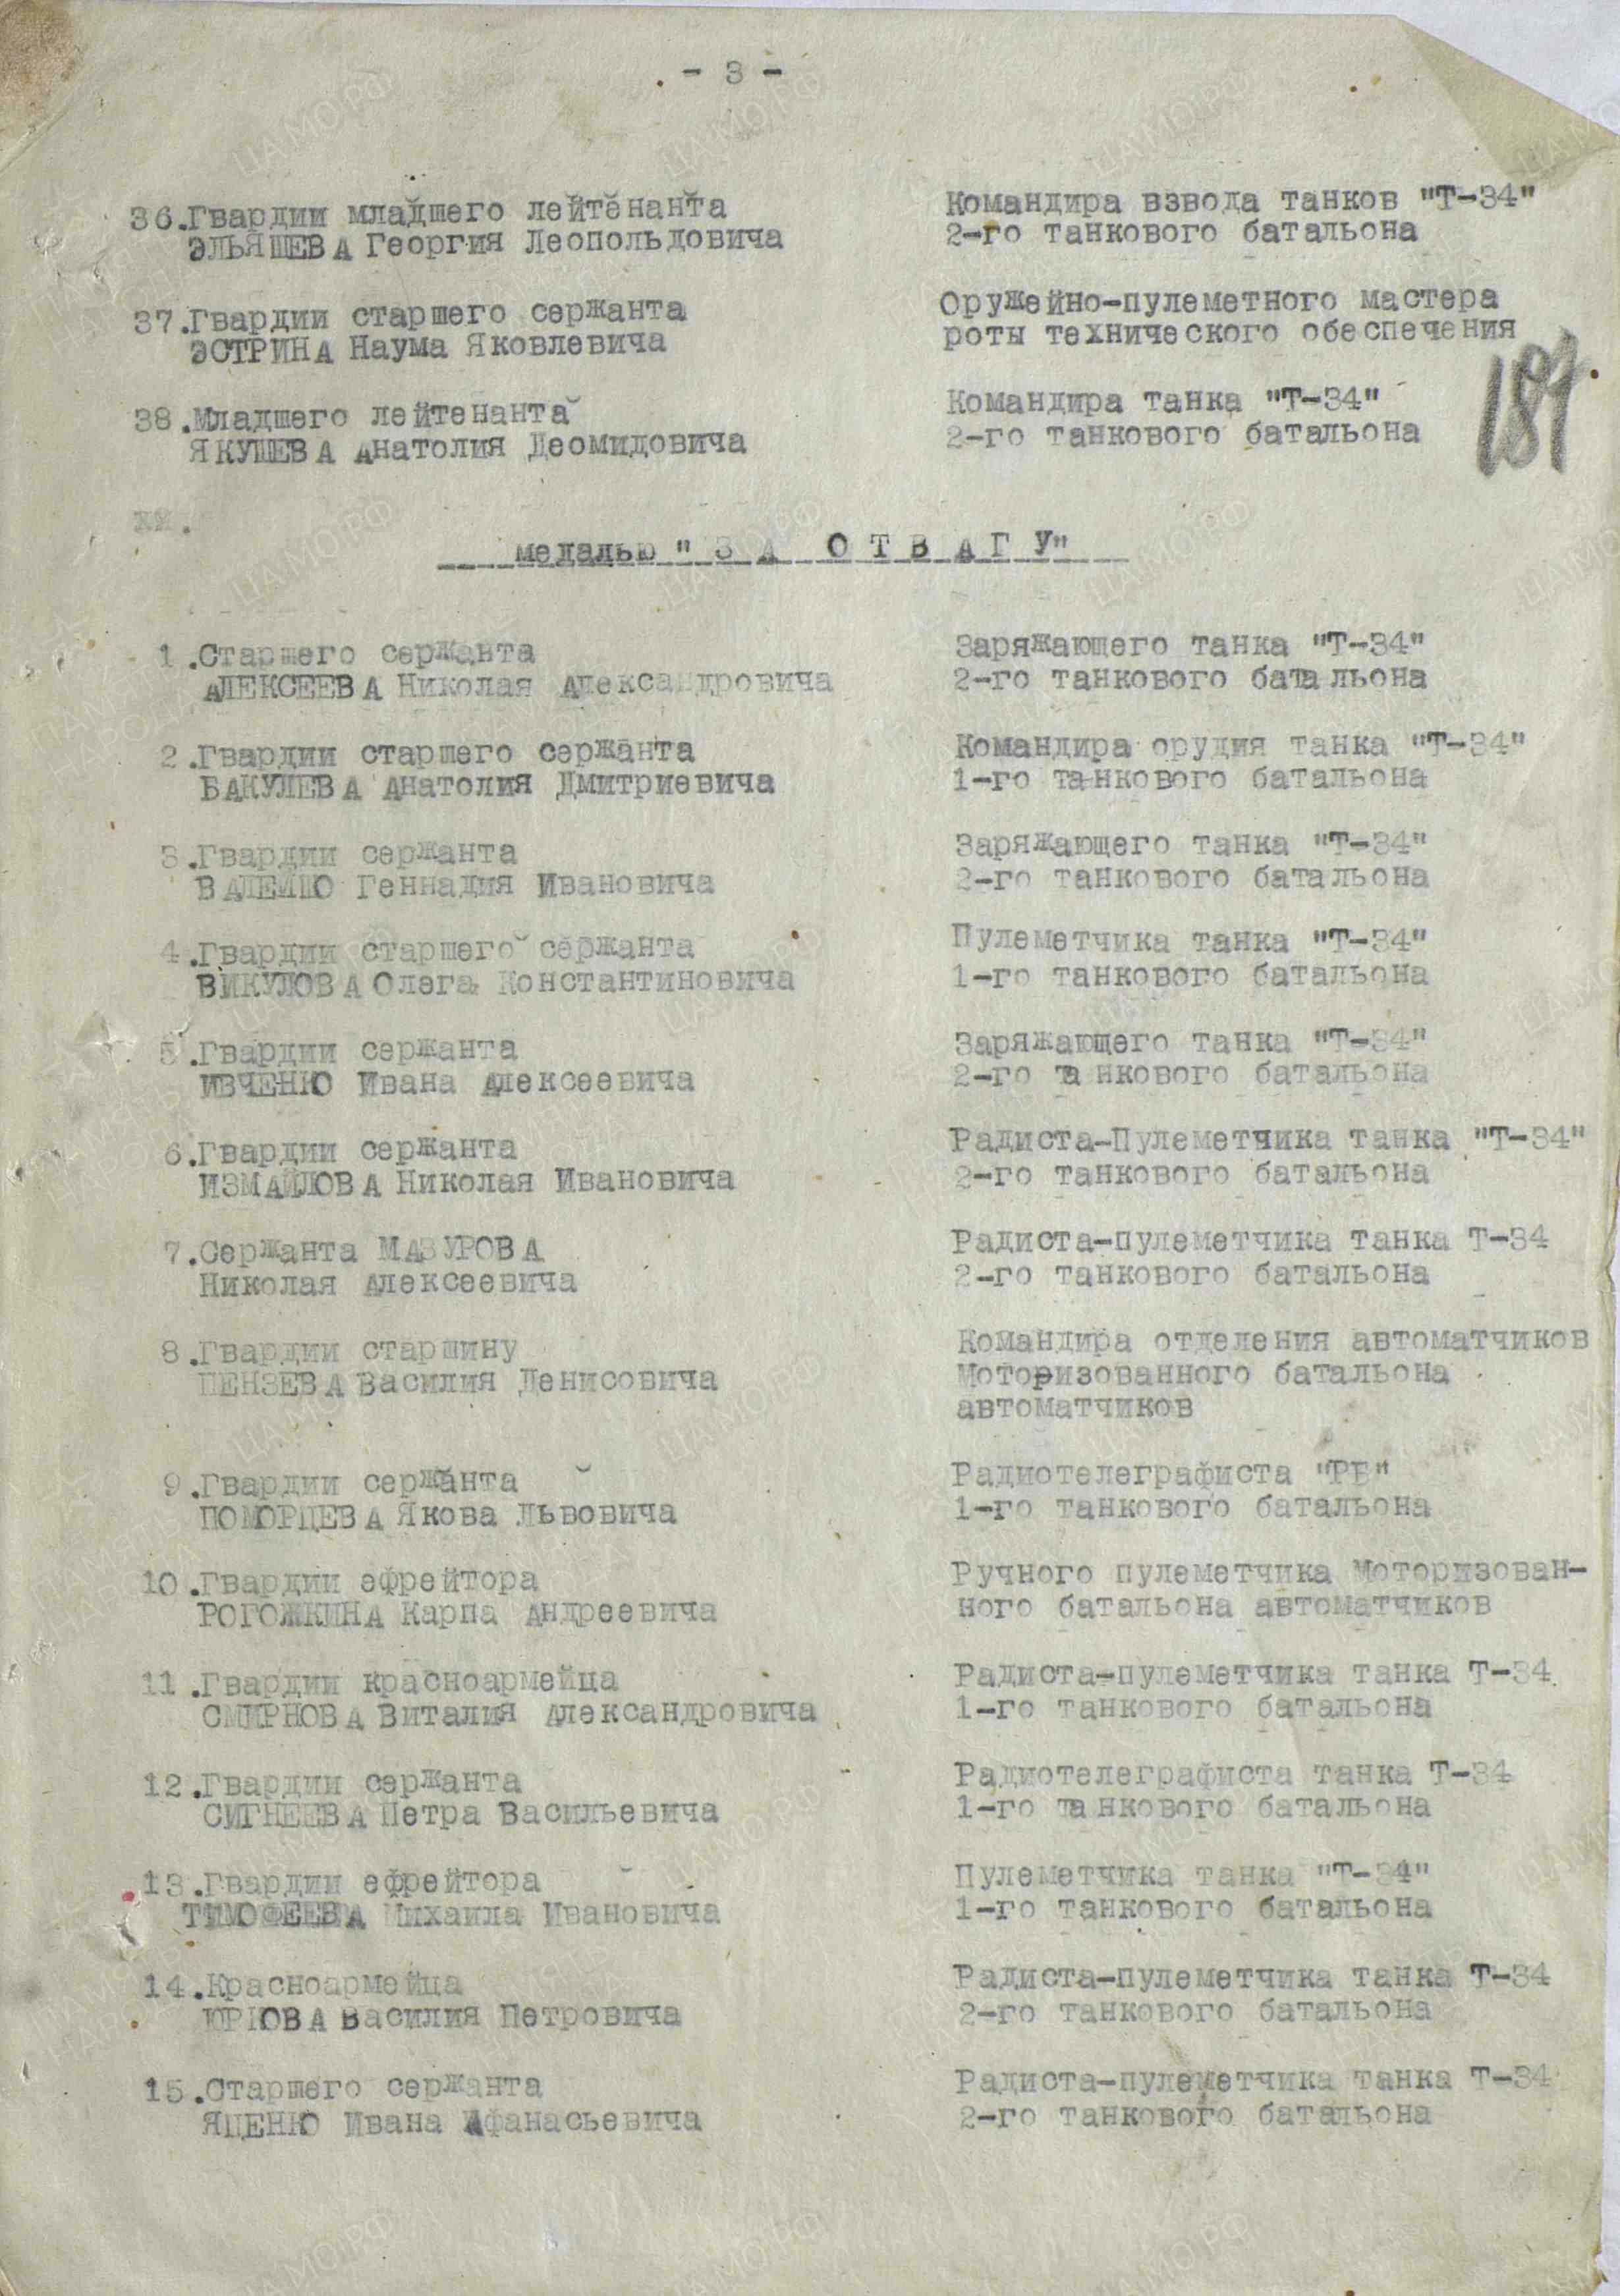 - 3 -
36.Гвардии младшего лейтенанта
ЭЛЬЯШЕВА Георгия Леопольдовича
Командира взвода танков "Т-34"
2-го танкового батальона
37.Гвардии старшего сержанта
ЭСТРИНА Наума Яковлевича
Оружейно-пулеметного мастера
роты технического обеспечения
38.Младшего лейтенанта
ЯКУШЕВА Анатолия Деомидовича
Командира танка "Т-34"
2-го танкового батальона
медалью "ЗА ОТВАГУ"
1.Старшего сержанта
АЛЕКСЕЕВА Николая Александровича
Заряжающего танка "Т-34"
2-го танкового батальона
2.Гвардии старшего сержанта
БАКУЛЕВА Анатолия Дмитриевича
Командира орудия танка "Т-34"
1-го танкового батальона
3.Гвардии сержанта
Геннадия Ивановича
Заряжающего танка "Т-34"
2-го танкового батальона
4.Гвардии старшего сержанта
ВИКУЛОВА Олега Константиновича
Пулеметчика танка "Т-34"
1-го танкового батальона
5.Гвардии сержанта
ИВЧЕНКО Ивана Алексеевича
Заряжающего танка "Т-34"
2-го танкового батальона
6.Гвардии сержанта
ИЗМАЙЛОВА Николая Ивановича
Радиста-Пулеметчика танка "Т-34"
2-го танкового батальона
7.Сержанта МАЗУРОВА
Николая Алексеевича
Радиста-пулеметчика танка Т-34
2-го танкового батальона
8.Гвардии старшину
ПЕНЗЕВА Василия Денисовича
Командира отделения автоматчиков
Моторизованного батальона
автоматчиков
9.Гвардии сержанта
ПОМОРЦЕВА Якова Львовича
Радиотелеграфиста "РБ"
1-го танкового батальона
10.Гвардии ефрейтора
РОГОЖКИНА Карпа Андреевича
Ручного пулеметчика Моторизован-
ного батальона автоматчиков
11.Гвардии красноармейца
СМИРНОВА Виталия Александровича
Радиста-пулеметчика танка Т-34
1-го танкового батальона
12.Гвардии сержанта
СИГНЕЕВА Петра Васильевича
Радиотелеграфиста танка Т-34
1-го танкового батальона
13.Гвардии ефрейтора
ТИМОФЕЕВА Михаила Ивановича
Пулеметчика танка "Т-34"
1-го танкового батальона
14.Красноармейца
ЮРЛОВА Василия Петровича
Радиста-пулеметчика танка Т-34
2-го танкового батальона
15.Старшего сержанта
ЯЦЕНКО Ивана Афанасьевича
Радиста-пулеметчика танка Т-34
2-го танкового батальона